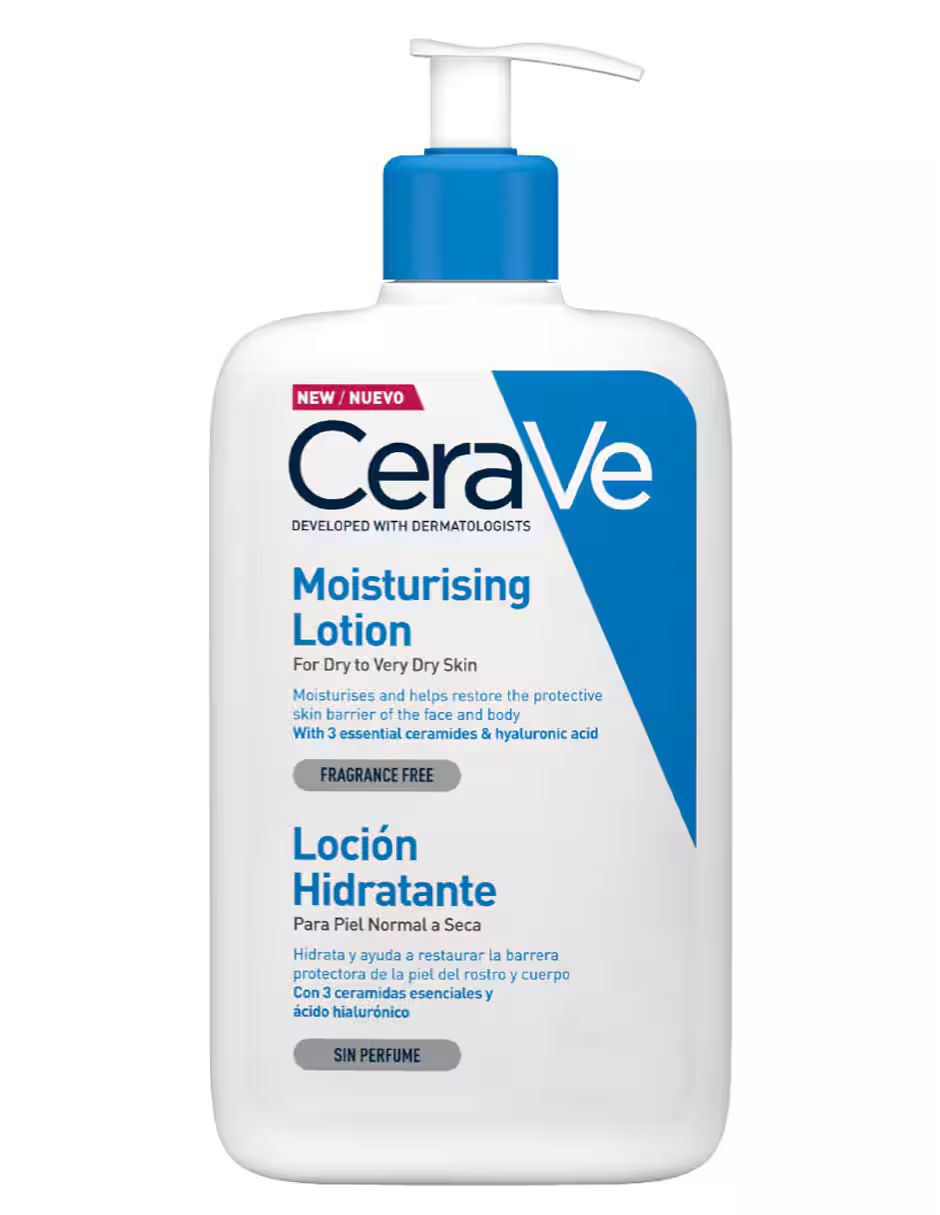 NEW / NUEVO
CeraVe
DEVELOPED WITH DERMATOLOGISTS
Moisturising
Lotion
For Dry to Very Dry Skin
Moisturises and helps restore the protective
skin barrier of the face and body
With 3 essential ceramides & hyaluronic acid
FRAGRANCE FREE
Loción
Hidratante
Para Piel Normal a Seca
Hidrata y ayuda a restaurar la barrera
protectora de la piel del rostro y cuerpo
Con 3 ceramidas esenciales y
ácido hialurónico
SIN PERFUME